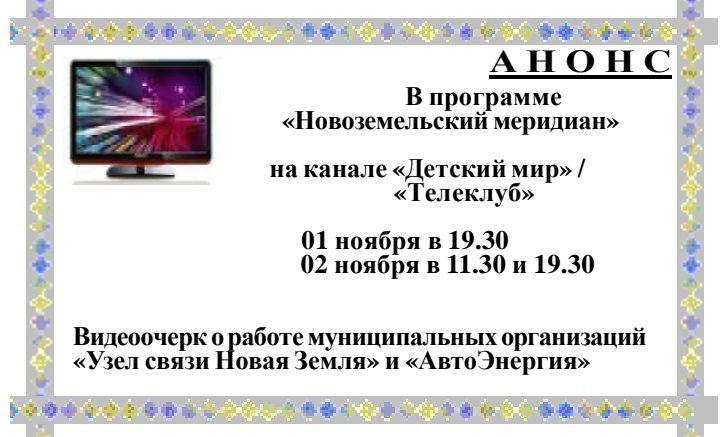 А Н О Н С
В программе
«Новоземельский меридиан»
на канале «Детский мир» /
«Телеклуб»
01 ноября в 19.30
02 ноября в 11.30 и 19.30
Видеоочерк о работе муниципальных организаций
«Узел связи Новая Земля» и «АвтоЭнергия»